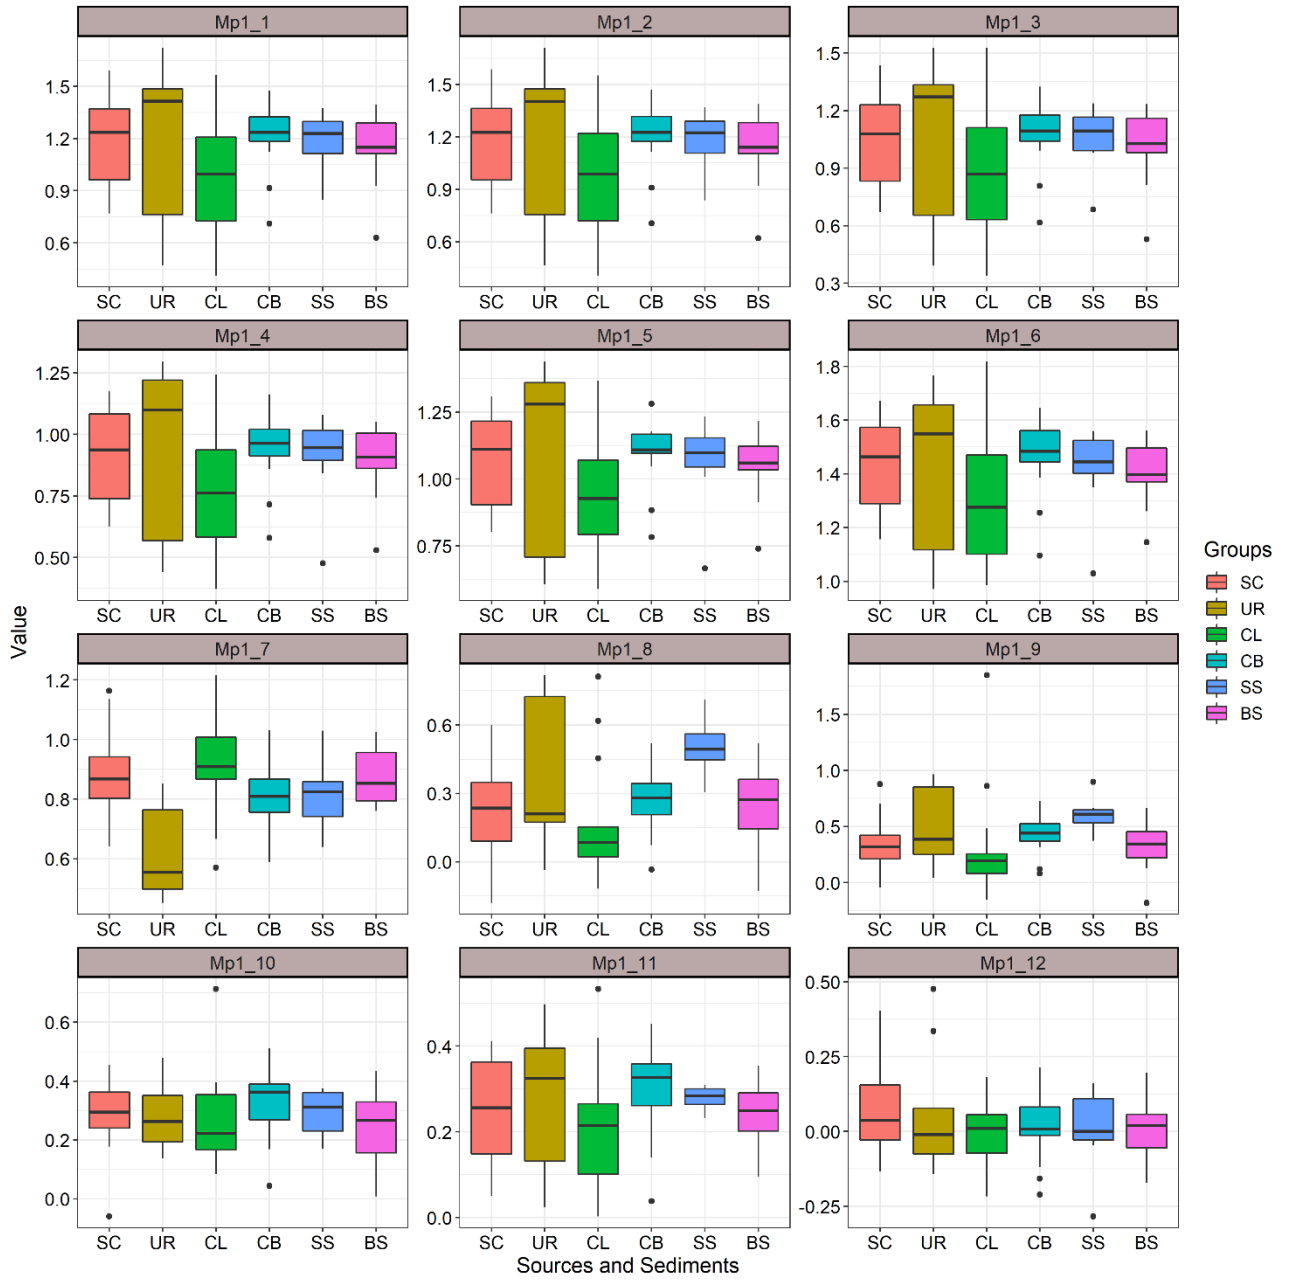 Mp1_1 Mp1_2 Mp1_3
1.5 1.2 0.9 0.6
1.5 1.2 0.9 0.6
1.5 1.2 0.9 0.6 0.3
SC UR CL CB SS BS SC UR CL CB SS BS SC UR CL CB SS BS
Mp1_4 Mp1_5 Mp1_6
1.25 1.00 0.75 0.50
1.25 1.00 0.75
1.8 1.6 1.4 1.2 1.0
SC UR CL CB SS BS SC UR CL CB SS BS SC UR CL CB SS BS
Mp1_7 Mp1_8 Mp1_9
1.2 1.0 0.8 0.6
0.6 0.3 0.0
1.5 1.0 0.5 0.0
SC UR CL CB SS BS SC UR CL CB SS BS SC UR CL CB SS BS
Mp1_10 Mp1_11 Mp1_12
0.6 0.4 0.2 0.0
0.4 0.2 0.0
0.50 0.25 0.00 -0.25
SC UR CL CB SS BS SC UR CL CB SS BS SC UR CL CB SS BS
Value
Sources and Sediments
Groups
SC
UR
CL
CB
SS
BS